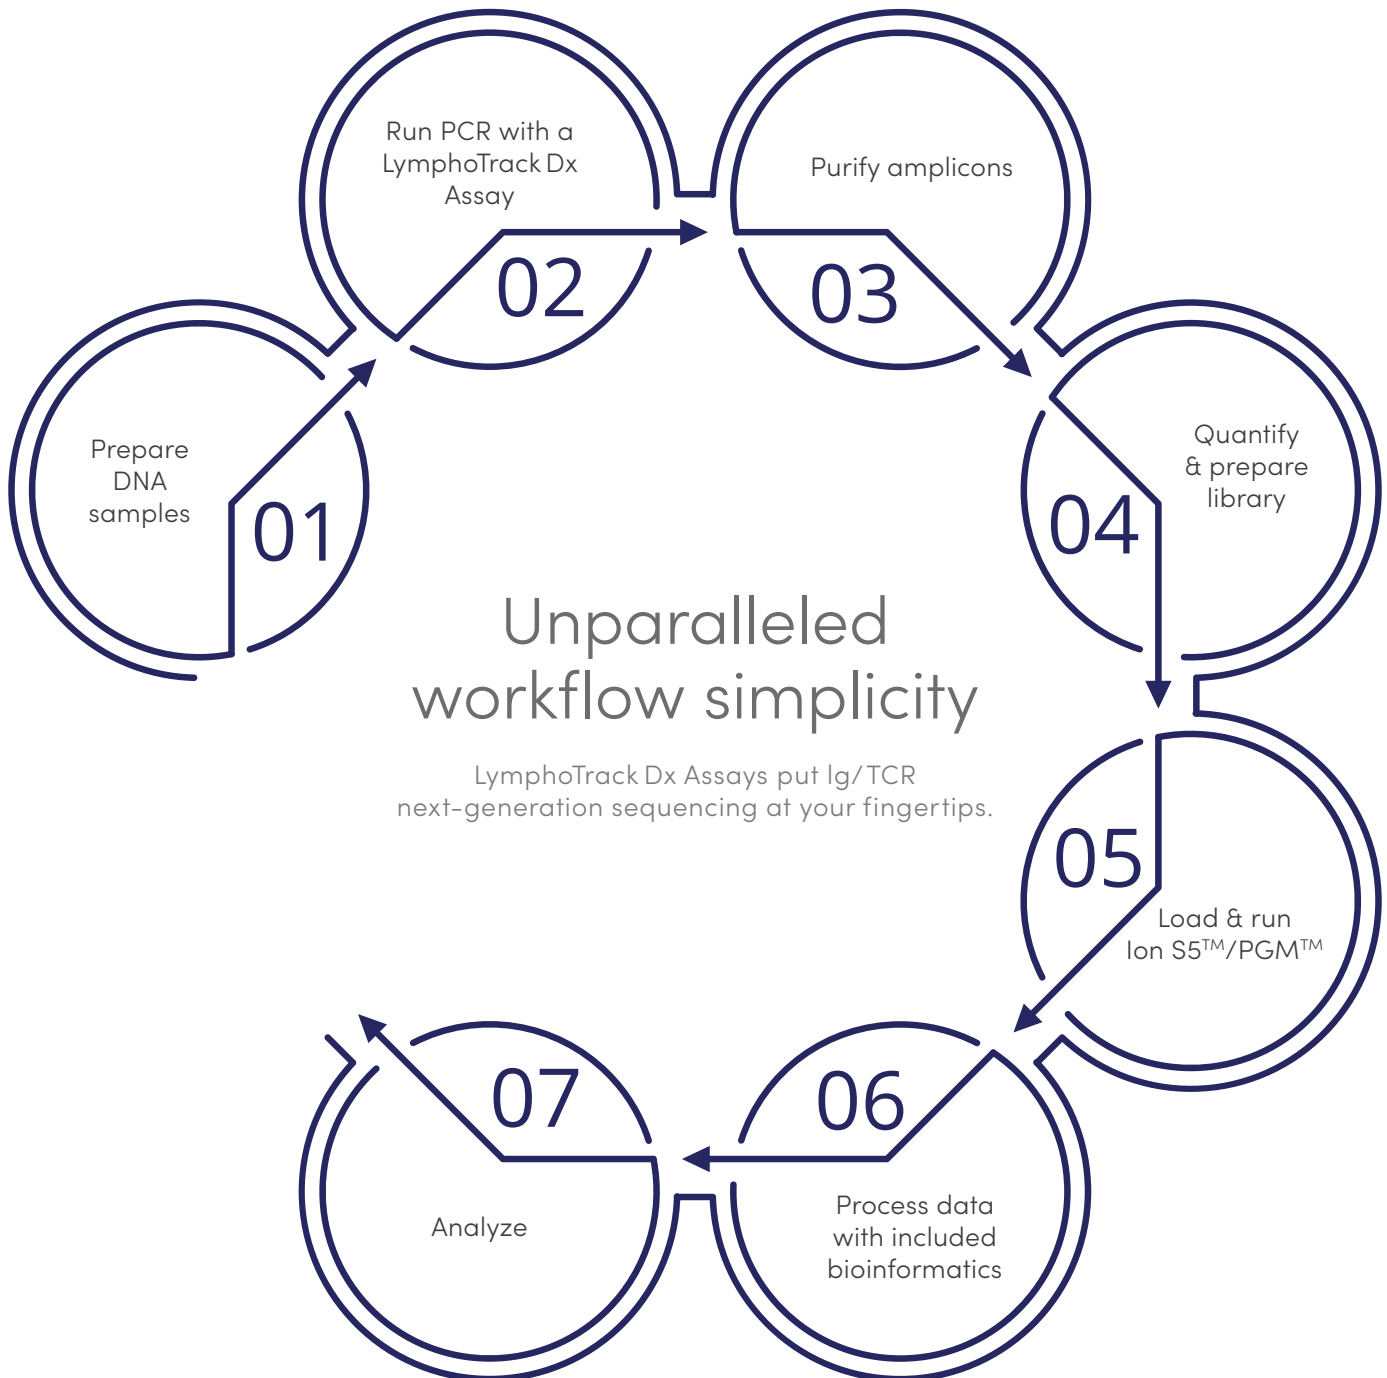 Prepare
DNA
samples
01
Run PCR with a
LymphoTrack Dx
Assay
02
Purify amplicons
03
Quantify
& prepare
library
04
Load & run
Ion S5™/PGM™
05
Process data
with included
bioinformatics
06
Analyze
07
Unparalleled
workflow simplicity
LymphoTrack Dx Assays put Ig/TCR
next-generation sequencing at your fingertips.